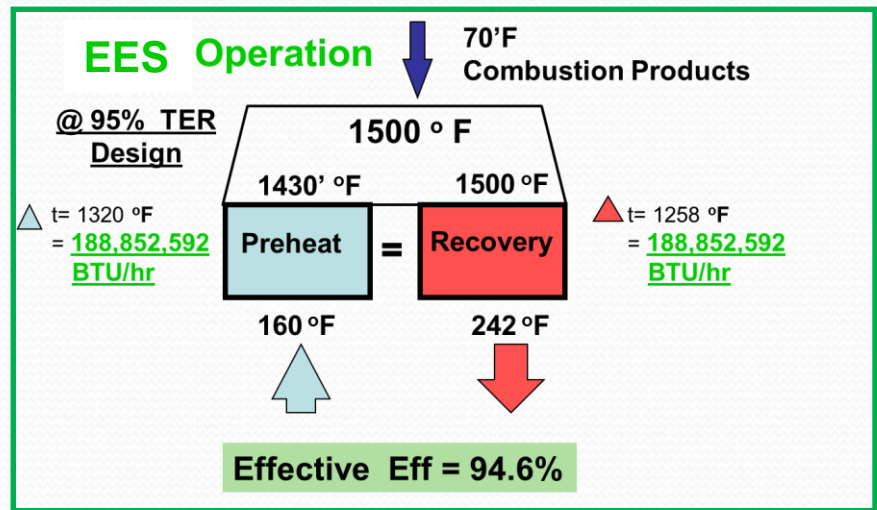 EES Operation
70'F
Combustion Products
@ 95% TER
Design
1500 o F
1430' oF
1500 oF
t= 1320 oF
= 188,852,592
BTU/hr
Preheat
=
Recovery
t= 1258 oF
= 188,852,592
BTU/hr
160 oF
242 oF
Effective Eff = 94.6%